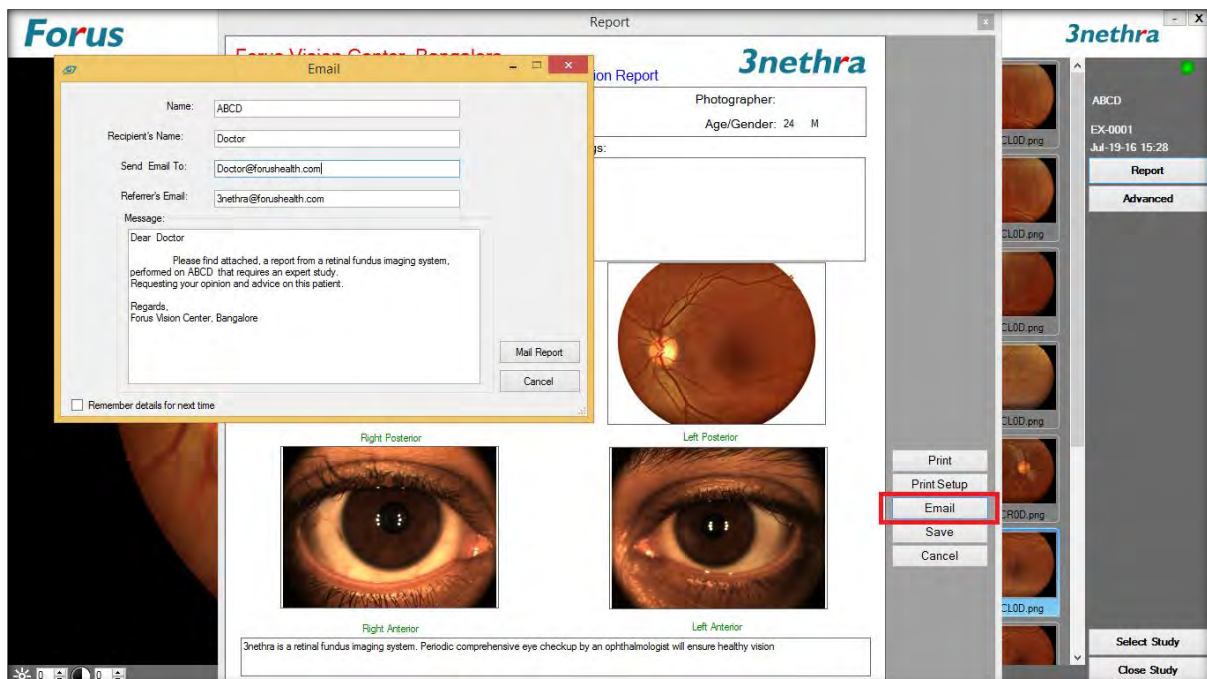 Forus
Report
x
- X
3nethra
Forus Vision Center, Bangalore
3nethra
ion Report
Photographer:
Age/Gender: 24 M
gs:
Email
Name: ABCD
Recipient's Name: Doctor
Send Email To: Doctor@forushealth.com
Referrer's Email: 3nethra@forushealth.com
Message:
Dear Doctor
Please find attached, a report from a retinal fundus imaging system,
performed on ABCD that requires an expert study.
Requesting your opinion and advice on this patient.
Regards,
Forus Vision Center, Bangalore
Mail Report
Cancel
Remember details for next time
Right Posterior
Left Posterior
Right Anterior
Left Anterior
3nethra is a retinal fundus imaging system. Periodic comprehensive eye checkup by an ophthalmologist will ensure healthy vision
Print
Print Setup
Email
Save
Cancel
CL0D.png
CL0D.png
CL0D.png
CL0D.png
CR0D.png
CL0D.png
ABCD
EX-0001
Jul-19-16 15:28
Report
Advanced
Select Study
Close Study
0
0